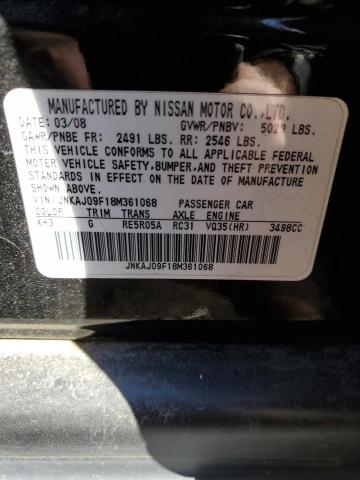 MANUFACTURED BY NISSAN MOTOR CO.,LTD.
DATE: 03/08 GVWR/PNBV: 5029 LBS.
GAWR/PNBE FR: 2491 LBS. RR: 2546 LBS.
THIS VEHICLE CONFORMS TO ALL APPLICABLE FEDERAL
MOTOR VEHICLE SAFETY, BUMPER, AND THEFT PREVENTION
STANDARDS IN EFFECT ON THE DATE OF MANUFACTURE
SHOWN ABOVE.
VIN: JNKAJ09F18M361068 PASSENGER CAR
COLOR TRIM TRANS AXLE ENGINE
KH3 G RE5R05A RC31 VQ35(HR) 3498CC
JNKAJ09F18M361068